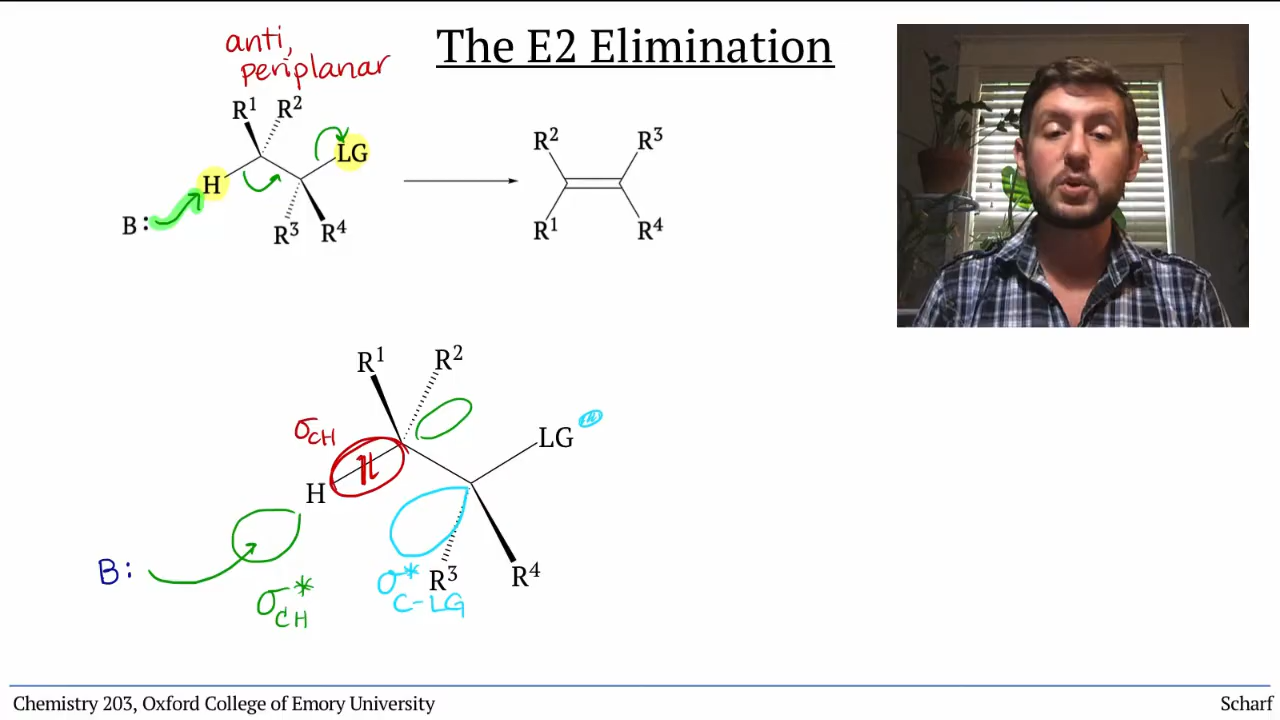 The E2 Elimination
anti,
periplanar
R¹ R²
LG
H
B:
R³ R⁴
R² R³
R¹ R⁴
R¹ R²
σCH
LG
H
B:
σ*CH
σ*C-LG
R³ R⁴
Chemistry 203, Oxford College of Emory University
Scharf